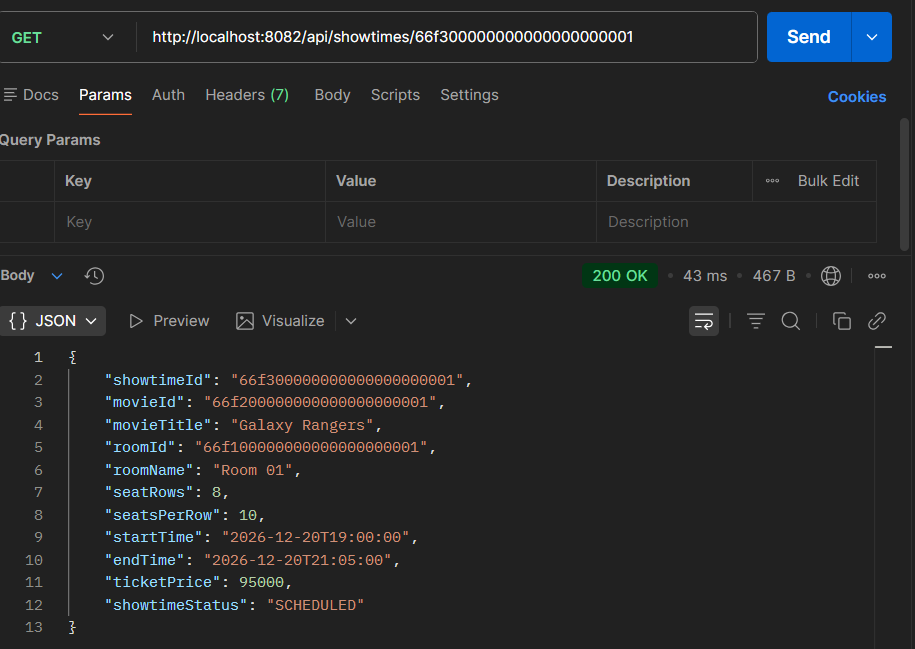 GET http://localhost:8082/api/showtimes/66f300000000000000000001 Send
Docs Params Auth Headers (7) Body Scripts Settings Cookies
Query Params
Key Value Description Bulk Edit
Key Value Description
Body 200 OK • 43 ms • 467 B •
{} JSON Preview Visualize
1 {
2 "showtimeId": "66f300000000000000000001",
3 "movieId": "66f200000000000000000001",
4 "movieTitle": "Galaxy Rangers",
5 "roomId": "66f100000000000000000001",
6 "roomName": "Room 01",
7 "seatRows": 8,
8 "seatsPerRow": 10,
9 "startTime": "2026-12-20T19:00:00",
10 "endTime": "2026-12-20T21:05:00",
11 "ticketPrice": 95000,
12 "showtimeStatus": "SCHEDULED"
13 }